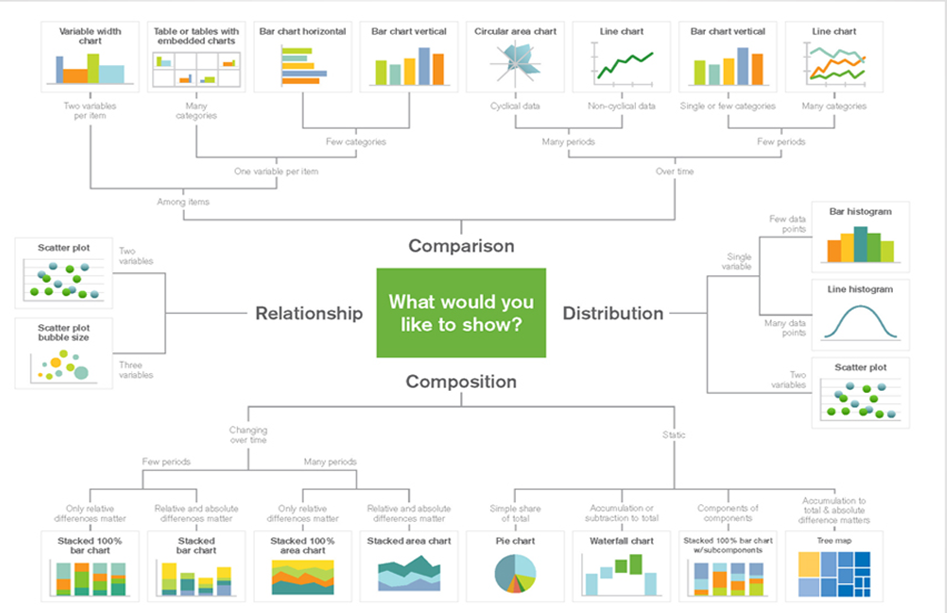 Variable width
chart
Table or tables with
embedded charts
Bar chart horizontal
Bar chart vertical
Circular area chart
Line chart
Bar chart vertical
Line chart
Two variables
per item
Many
categories
Cyclical data
Non-cyclical data
Single or few categories
Many categories
Few categories
Many periods
Few periods
One variable per item
Over time
Among items
Comparison
Scatter plot
Two
variables
Scatter plot
bubble size
Three
variables
Relationship
What would you
like to show?
Distribution
Single
variable
Few data
points
Bar histogram
Many data
points
Line histogram
Two
variables
Scatter plot
Composition
Changing
over time
Static
Few periods
Many periods
Only relative
differences matter
Relative and absolute
differences matter
Only relative
differences matter
Relative and absolute
differences matter
Simple share
of total
Accumulation or
subtraction to total
Components of
components
Accumulation to
total & absolute
difference matters
Stacked 100%
bar chart
Stacked
bar chart
Stacked 100%
area chart
Stacked area chart
Pie chart
Waterfall chart
Stacked 100% bar chart
w/subcomponents
Tree map